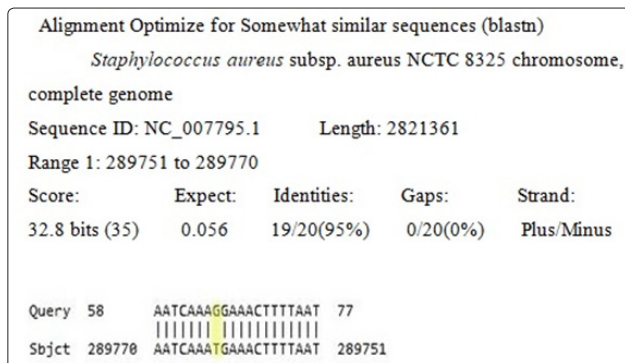 Alignment Optimize for Somewhat similar sequences (blastn)
Staphylococcus aureus subsp. aureus NCTC 8325 chromosome,
complete genome
Sequence ID: NC_007795.1 Length: 2821361
Range 1: 289751 to 289770
Score: Expect: Identities: Gaps: Strand:
32.8 bits (35) 0.056 19/20(95%) 0/20(0%) Plus/Minus
Query 58 AATCAAAGGAAACTTTTAAT 77
||||||| ||||||||||||
Sbjct 289770 AATCAAATGAAACTTTTAAT 289751